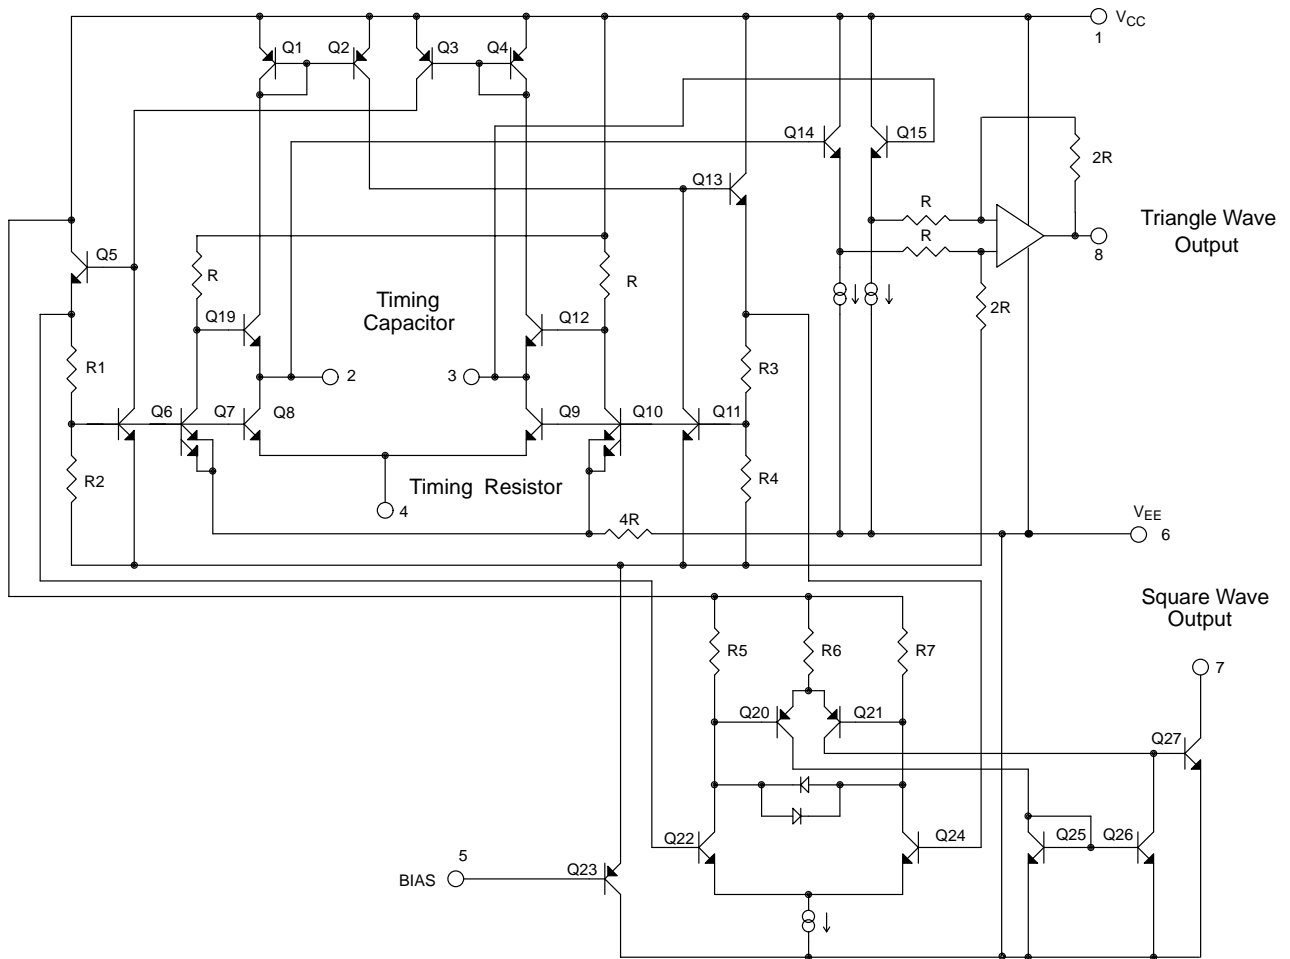 VCC
1
Q1
Q2
Q3
Q4
Q14
Q15
2R
Q13
R
R
Triangle Wave
Output
8
Q5
R
R
Timing
Capacitor
2R
Q19
Q12
R1
2
3
R3
Q6
Q7
Q8
Q9
Q10
Q11
R2
Timing Resistor
R4
4
4R
VEE
6
Square Wave
Output
R5
R6
R7
7
Q20
Q21
Q27
Q22
Q24
Q25
Q26
5
BIAS
Q23